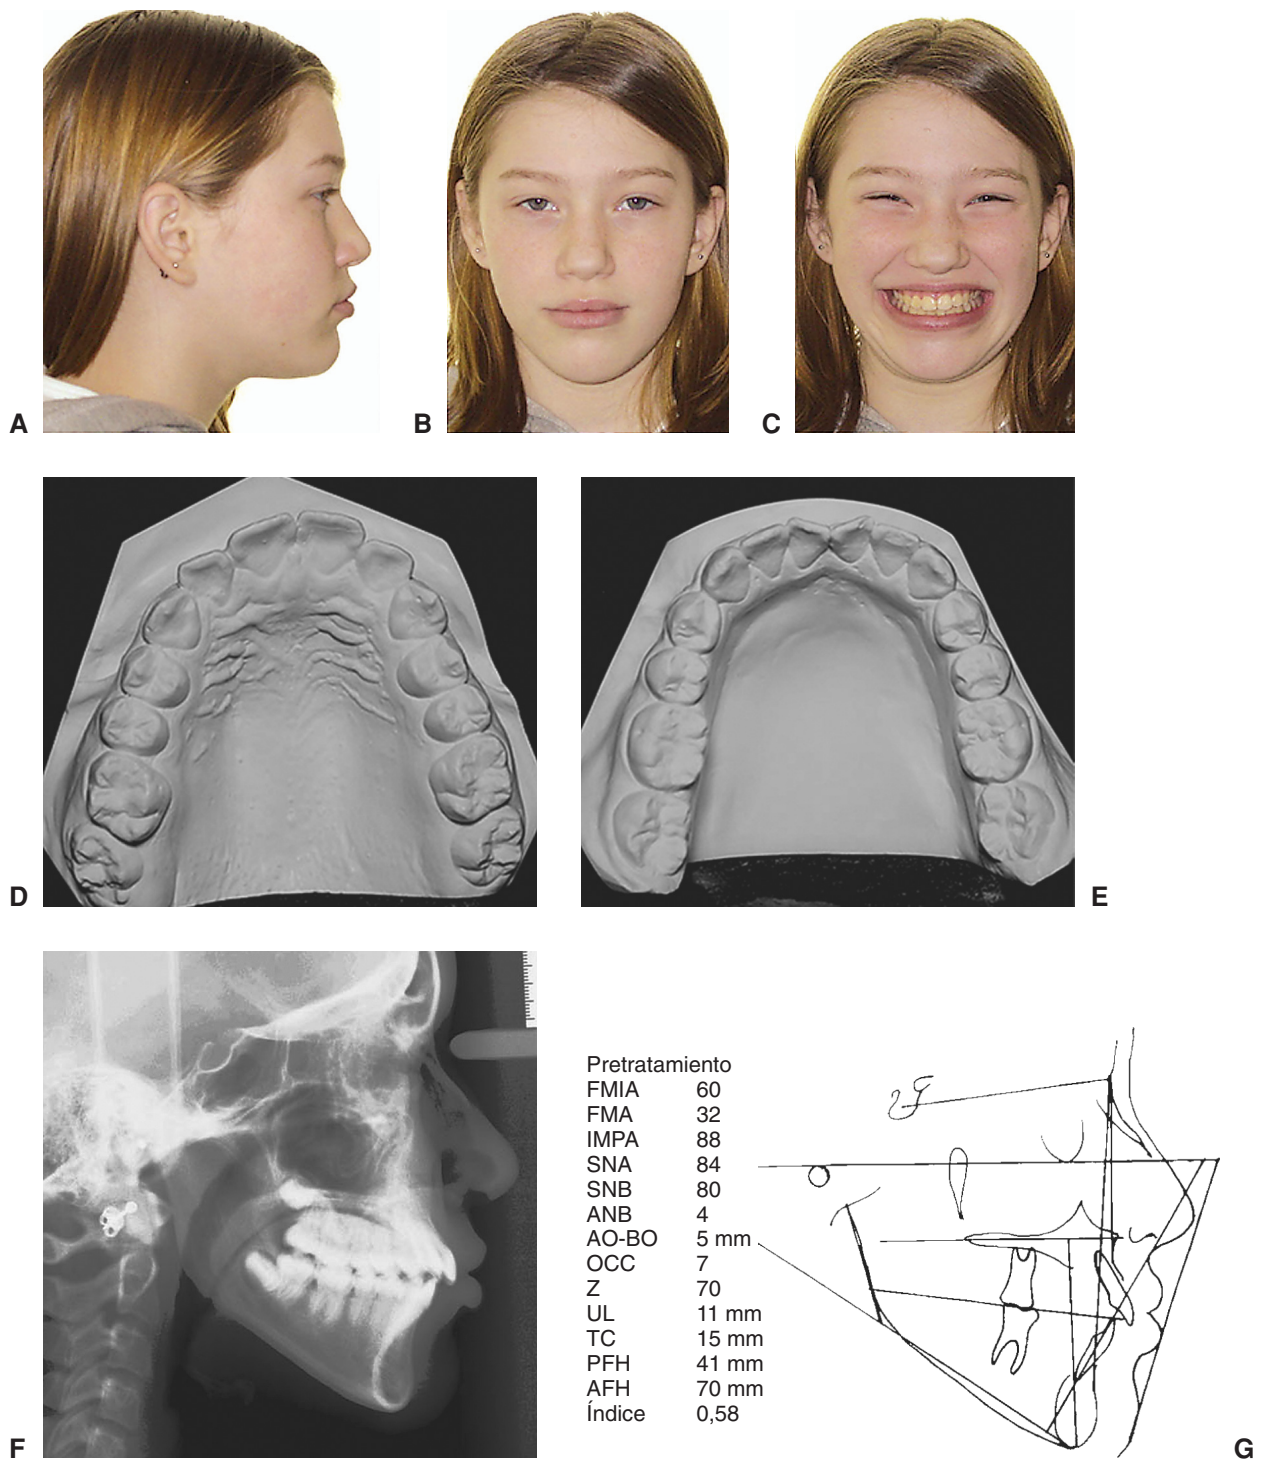 A
B
C
D
E
F
Pretratamiento
FMIA 60
FMA 32
IMPA 88
SNA 84
SNB 80
ANB 4
AO-BO 5 mm
OCC 7
Z 70
UL 11 mm
TC 15 mm
PFH 41 mm
AFH 70 mm
Índice 0,58
G